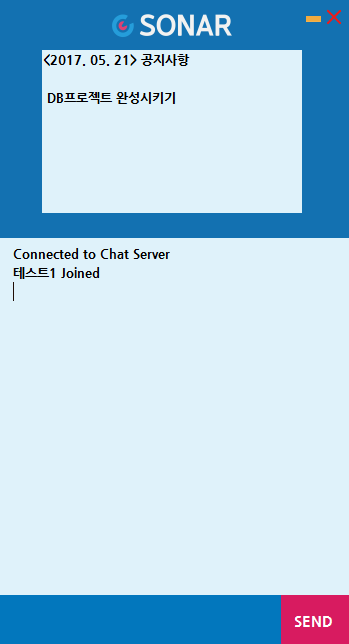 SONAR
<2017. 05. 21> 공지사항
DB프로젝트 완성시키기
Connected to Chat Server
테스트1 Joined
SEND